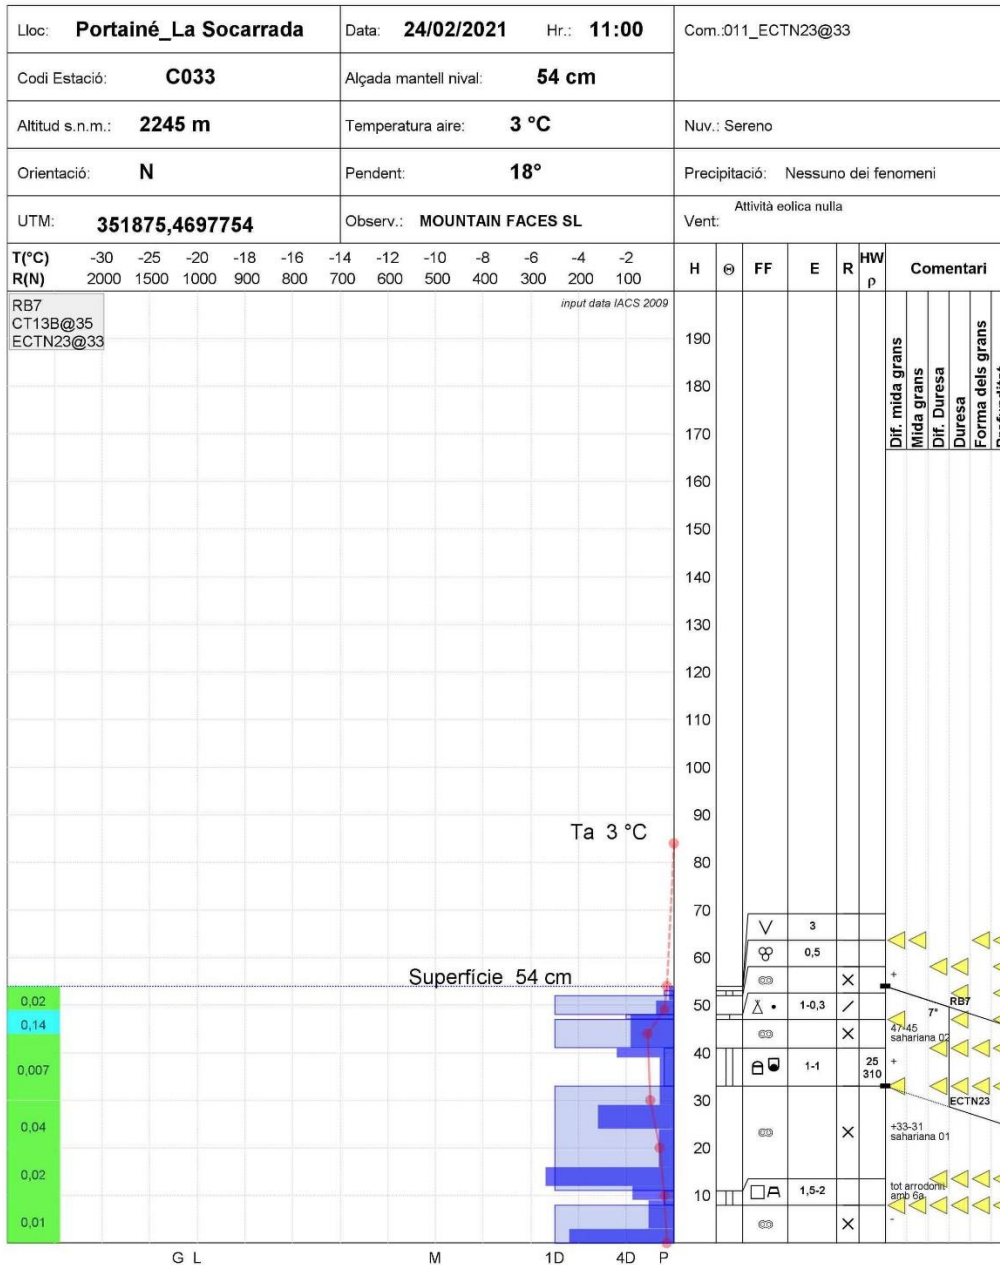 Lloc: Portainé_La Socarrada Data: 24/02/2021 Hr.: 11:00 Com.:011_ECTN23@33
Codi Estació: C033 Alçada mantell nival: 54 cm
Altitud s.n.m.: 2245 m Temperatura aire: 3 °C Nuv.: Sereno
Orientació: N Pendent: 18° Precipitació: Nessuno dei fenomeni
UTM: 351875,4697754 Observ.: MOUNTAIN FACES SL Vent: Attività eolica nulla
T(°C) -30 -25 -20 -18 -16 -14 -12 -10 -8 -6 -4 -2
R(N) 2000 1500 1000 900 800 700 600 500 400 300 200 100
H FF E R HW ρ Comentari
RB7
CT13B@35
ECTN23@33
input data IACS 2009
Dif. mida grans
Mida grans
Dif. Duresa
Duresa
Forma dels grans
190
180
170
160
150
140
130
120
110
100
90
Ta 3 °C
80
70
3
0,5
60
+
Superfície 54 cm
0,02
50
1-0,3
RB7
7*
0,14
47-45
sahariana 02
40
0,007
1-1
25
310
+
30
ECTN23
0,04
+33-31
sahariana 01
20
0,02
10
1,5-2
tot arrodonit
amb 6a
0,01
-
G L M 1D 4D P